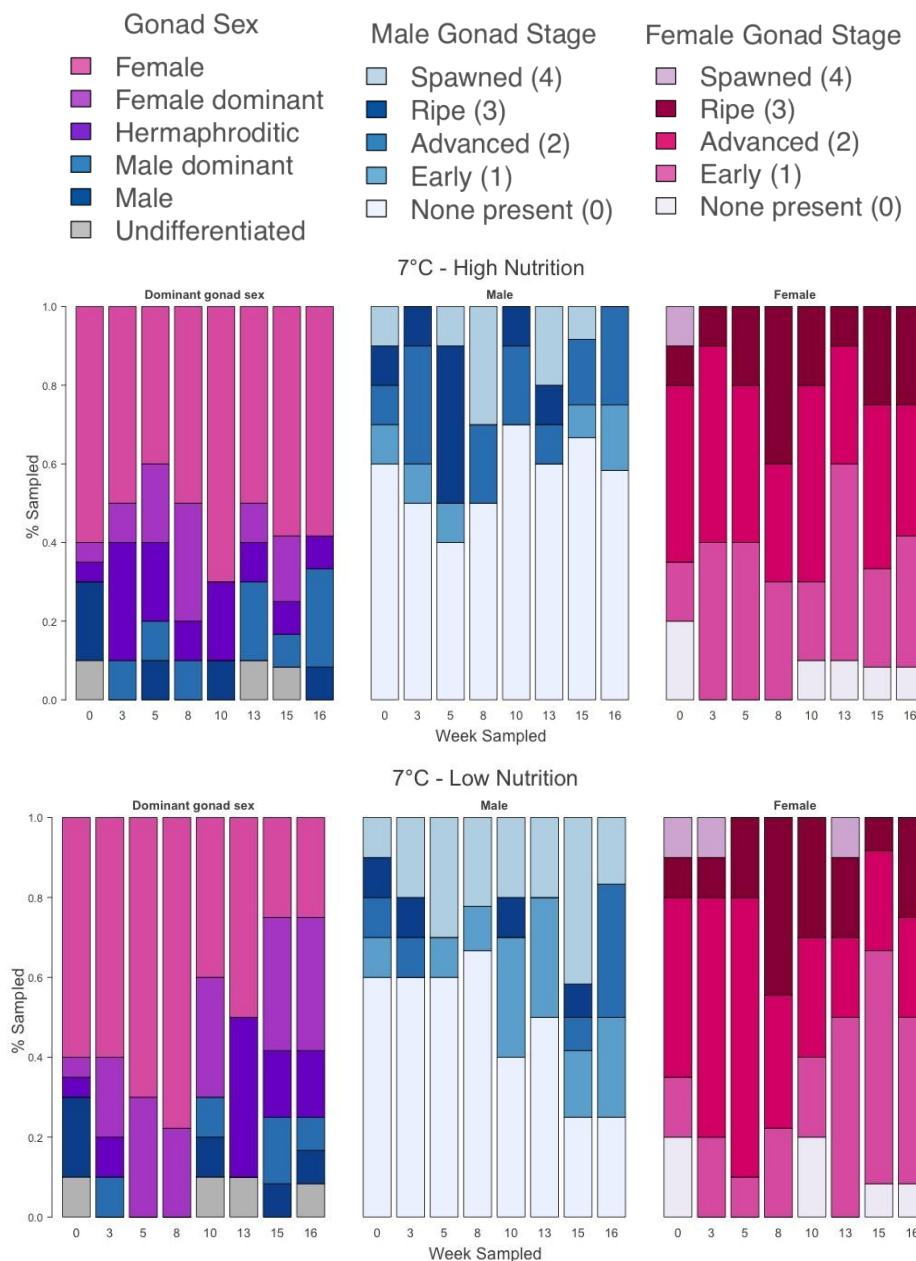 Gonad Sex
Female
Female dominant
Hermaphroditic
Male dominant
Male
Undifferentiated
Male Gonad Stage
Spawned (4)
Ripe (3)
Advanced (2)
Early (1)
None present (0)
Female Gonad Stage
Spawned (4)
Ripe (3)
Advanced (2)
Early (1)
None present (0)
7°C - High Nutrition
Dominant gonad sex
Male
Female
% Sampled
1.0
0.8
0.6
0.4
0.2
0.0
0 3 5 8 10 13 15 16
0 3 5 8 10 13 15 16
0 3 5 8 10 13 15 16
Week Sampled
7°C - Low Nutrition
Dominant gonad sex
Male
Female
% Sampled
1.0
0.8
0.6
0.4
0.2
0.0
0 3 5 8 10 13 15 16
0 3 5 8 10 13 15 16
0 3 5 8 10 13 15 16
Week Sampled